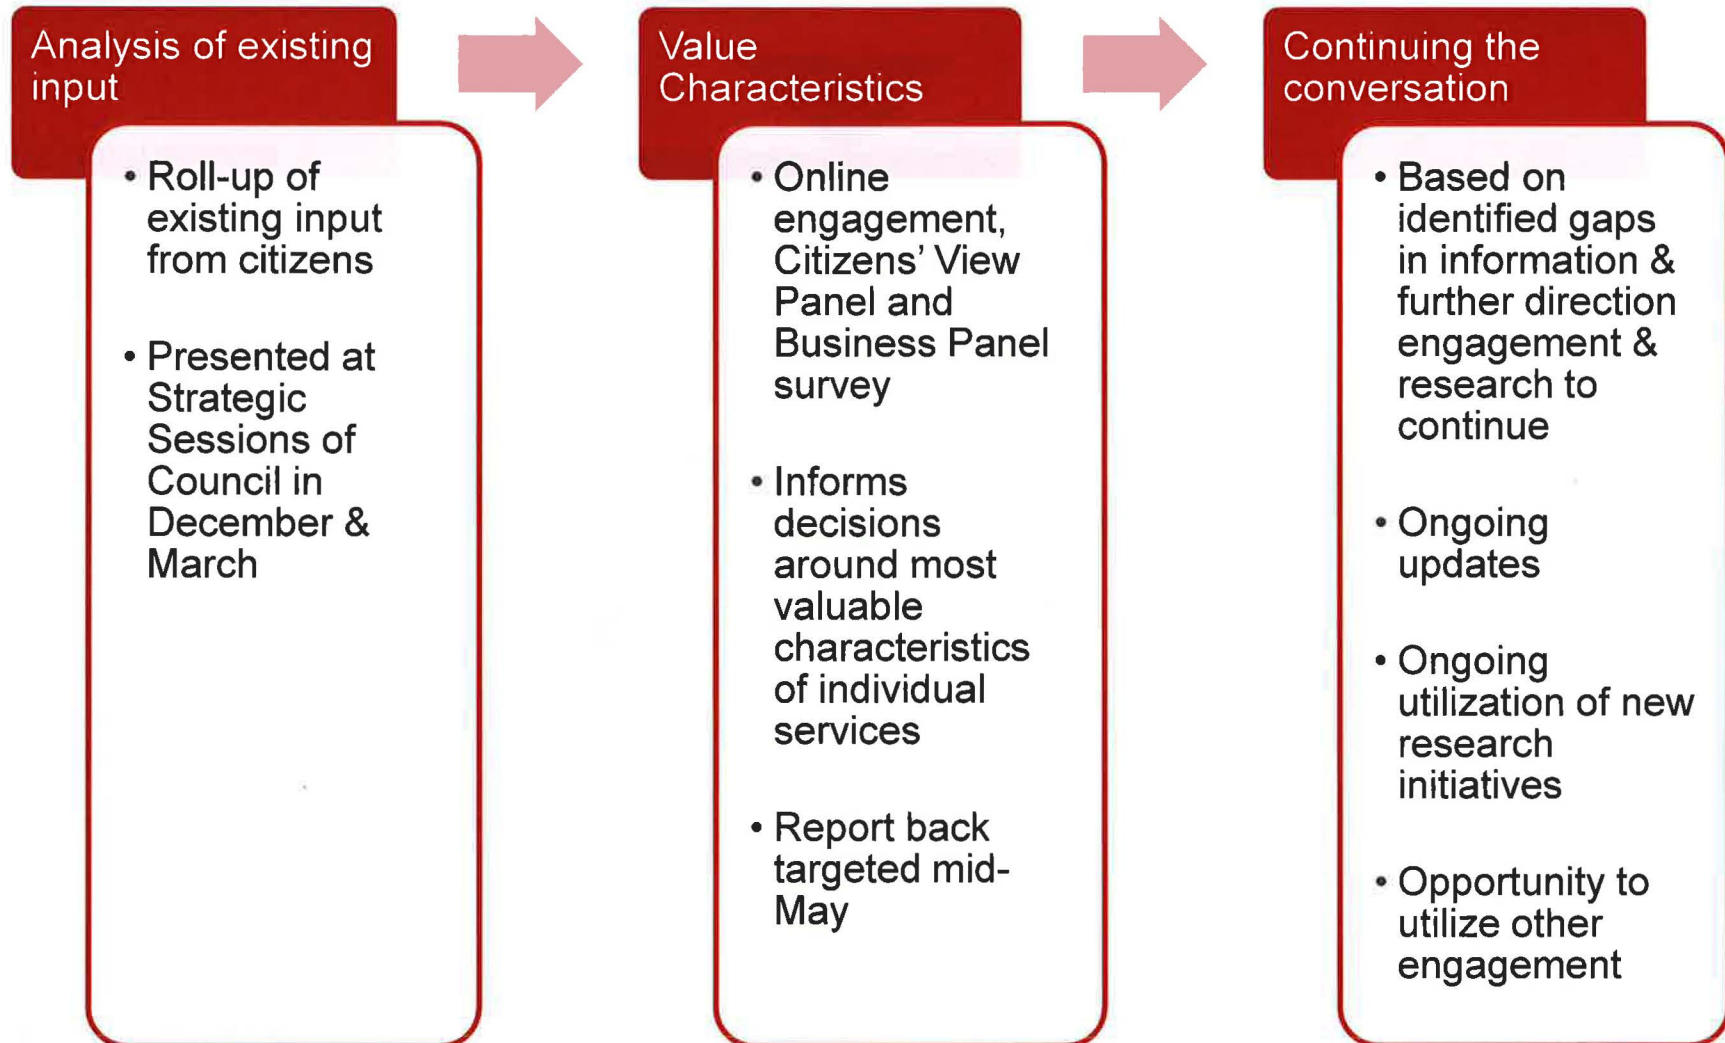 Analysis of existing
input
• Roll-up of
existing input
from citizens
• Presented at
Strategic
Sessions of
Council in
December &
March
Value
Characteristics
• Online
engagement,
Citizens’ View
Panel and
Business Panel
survey
• Informs
decisions
around most
valuable
characteristics
of individual
services
• Report back
targeted mid-
May
Continuing the
conversation
• Based on
identified gaps
in information &
further direction
engagement &
research to
continue
• Ongoing
updates
• Ongoing
utilization of new
research
initiatives
• Opportunity to
utilize other
engagement